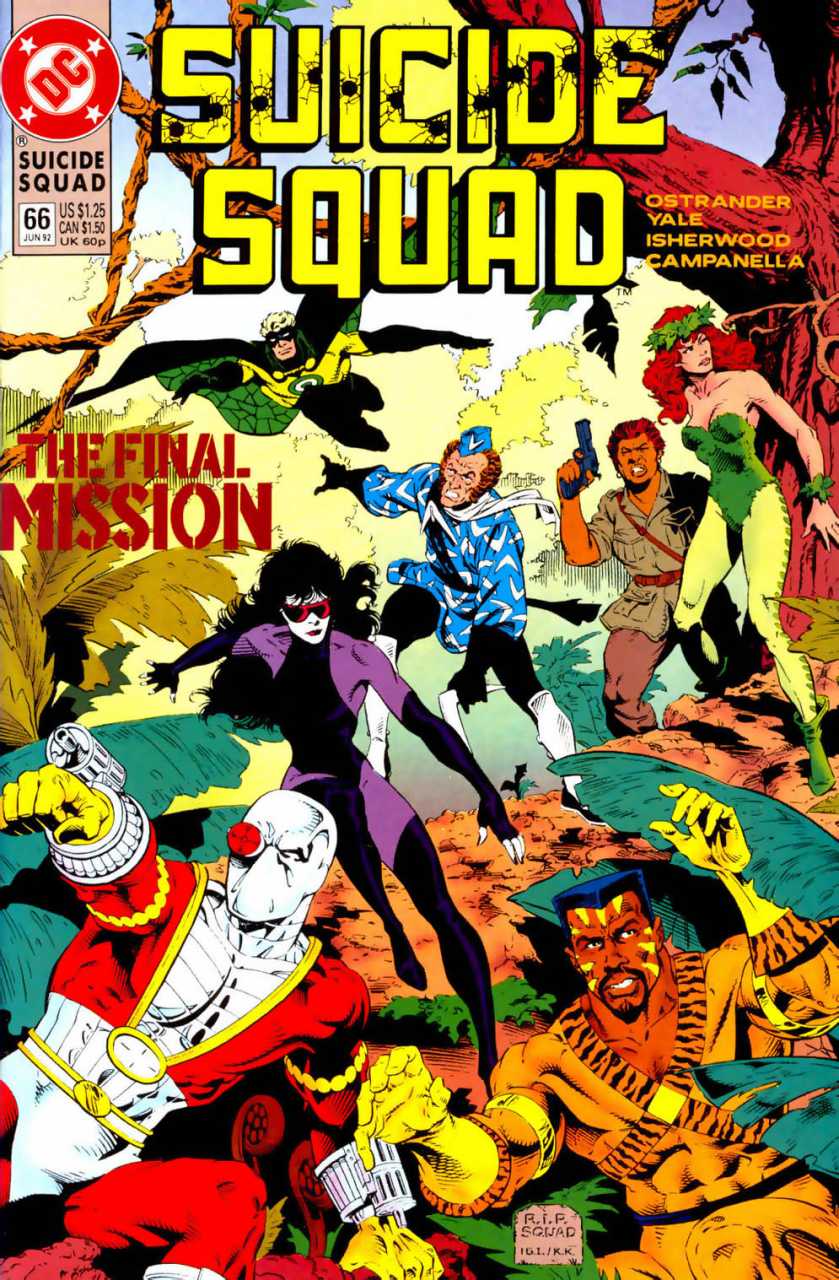 DC
®
SUICIDE
SQUAD
66
JUN 92
US $1.25
CAN $1.50
UK 60p
SUICIDE
SQUAD
TM
OSTRANDER
YALE
ISHERWOOD
CAMPANELLA
THE FINAL
MISSION
R.I.P.
SQUAD
I G.I./K.K.